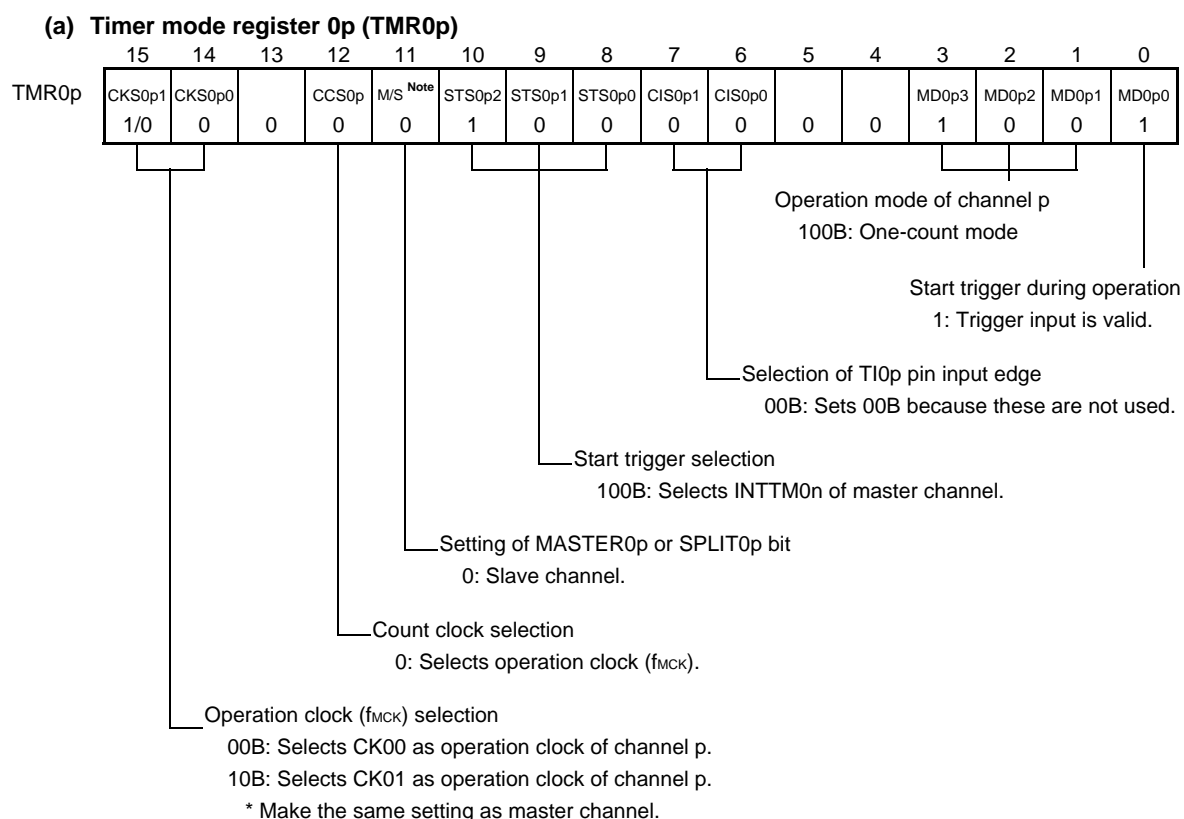 (a) Timer mode register 0p (TMR0p)
15 14 13 12 11 10 9 8 7 6 5 4 3 2 1 0
TMR0p CKS0p1 CKS0p0 CCS0p M/S Note STS0p2 STS0p1 STS0p0 CIS0p1 CIS0p0 MD0p3 MD0p2 MD0p1 MD0p0
1/0 0 0 0 0 1 0 0 0 0 0 0 1 0 0 1
Operation mode of channel p
100B: One-count mode
Start trigger during operation
1: Trigger input is valid.
Selection of TI0p pin input edge
00B: Sets 00B because these are not used.
Start trigger selection
100B: Selects INTTM0n of master channel.
Setting of MASTER0p or SPLIT0p bit
0: Slave channel.
Count clock selection
0: Selects operation clock (fMCK).
Operation clock (fMCK) selection
00B: Selects CK00 as operation clock of channel p.
10B: Selects CK01 as operation clock of channel p.
* Make the same setting as master channel.